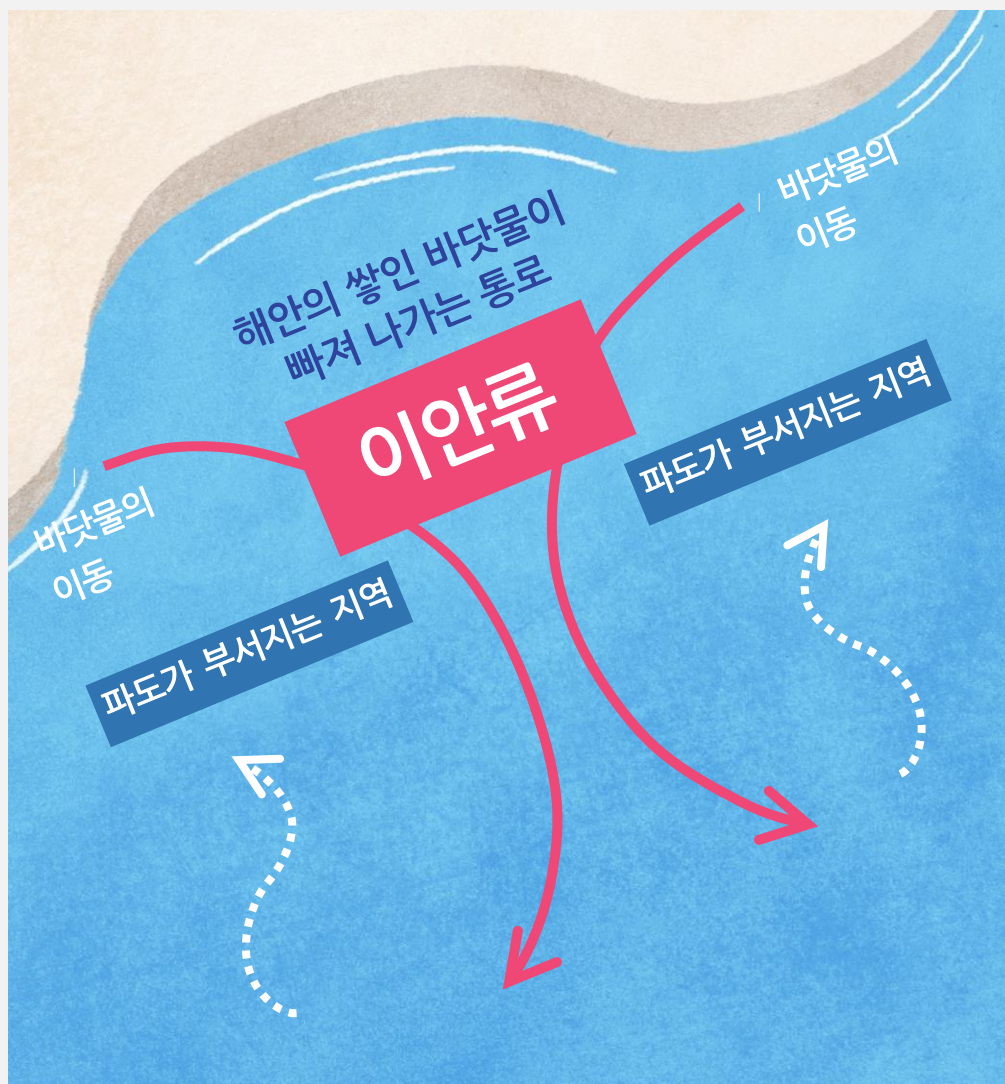 바닷물의
이동
해안의 쌓인 바닷물이
빠져 나가는 통로
이안류
파도가 부서지는 지역
바닷물의
이동
파도가 부서지는 지역